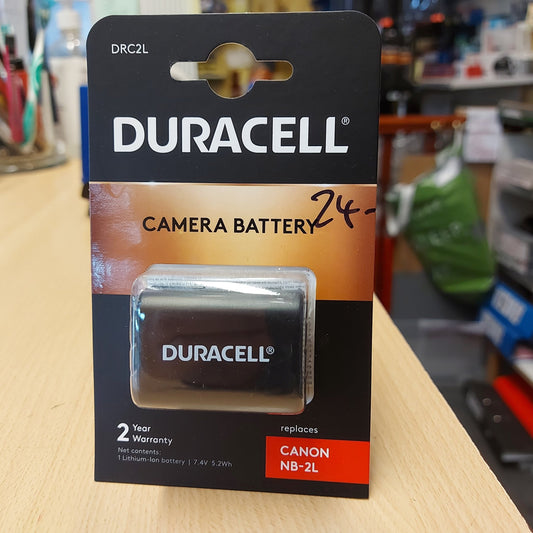 DRC2L
DURACELL®
CAMERA BATTERY
24-
DURACELL®
2 Year
Warranty
Net contents:
1 Lithium-Ion battery | 7.4V 5.2Wh
replaces
CANON
NB-2L